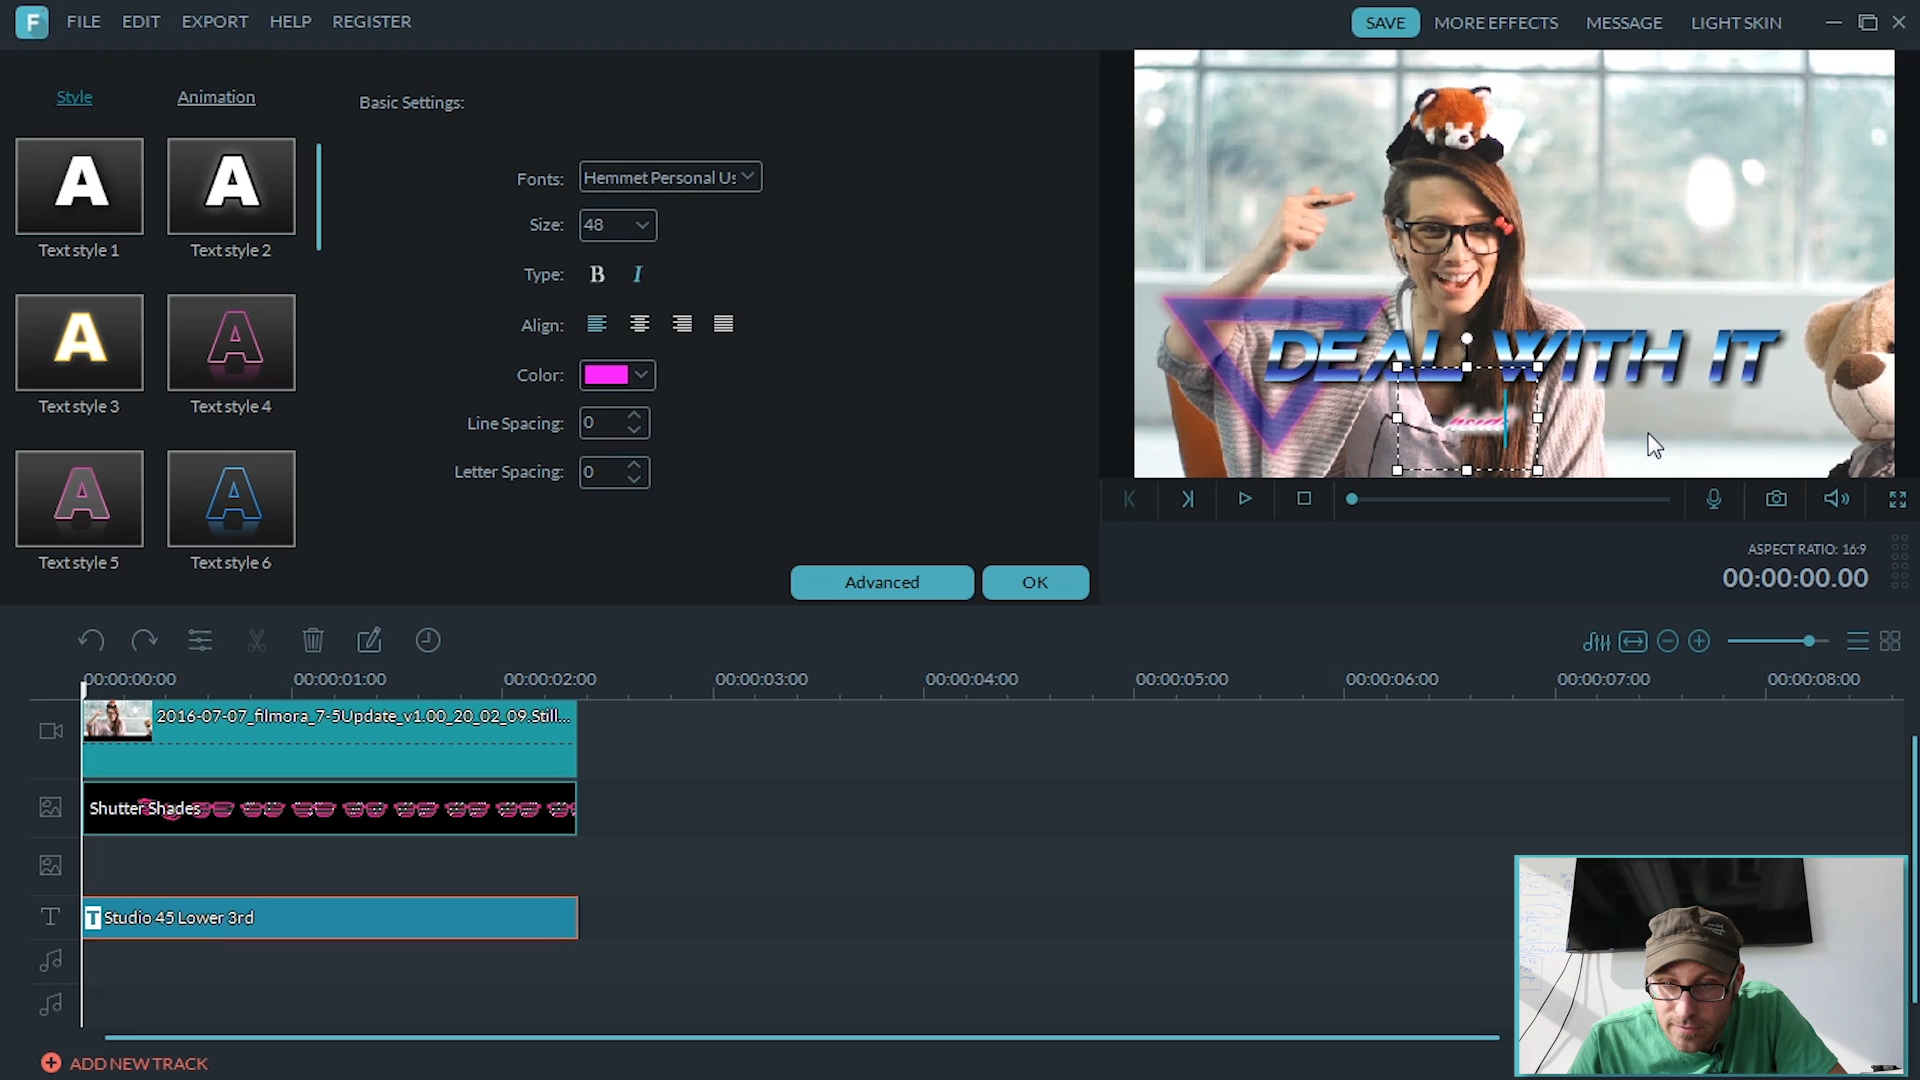 F FILE EDIT EXPORT HELP REGISTER SAVE MORE EFFECTS MESSAGE LIGHT SKIN
Style Animation Basic Settings:
A A
Text style 1 Text style 2
A A
Text style 3 Text style 4
A A
Text style 5 Text style 6
Fonts: Hemmet Personal Us
Size: 48
Type: B I
Align:
Color:
Line Spacing: 0
Letter Spacing: 0
Advanced OK
DEAL WITH IT
ASPECT RATIO: 16:9
00:00:00.00
00:00:00:00 00:00:01:00 00:00:02:00 00:00:03:00 00:00:04:00 00:00:05:00 00:00:06:00 00:00:07:00 00:00:08:00
2016-07-07_filmora_7-5Update_v1.00_20_02_09.Still...
Shutter Shades
T T Studio 45 Lower 3rd
ADD NEW TRACK